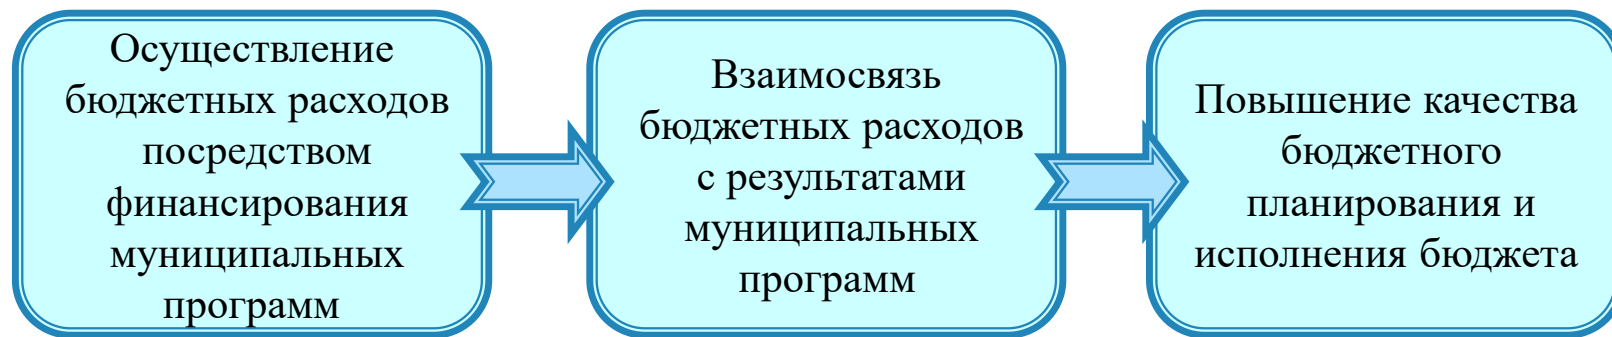 Осуществление
бюджетных расходов
посредством
финансирования
муниципальных
программ
Взаимосвязь
бюджетных расходов
с результатами
муниципальных
программ
Повышение качества
бюджетного
планирования и
исполнения бюджета